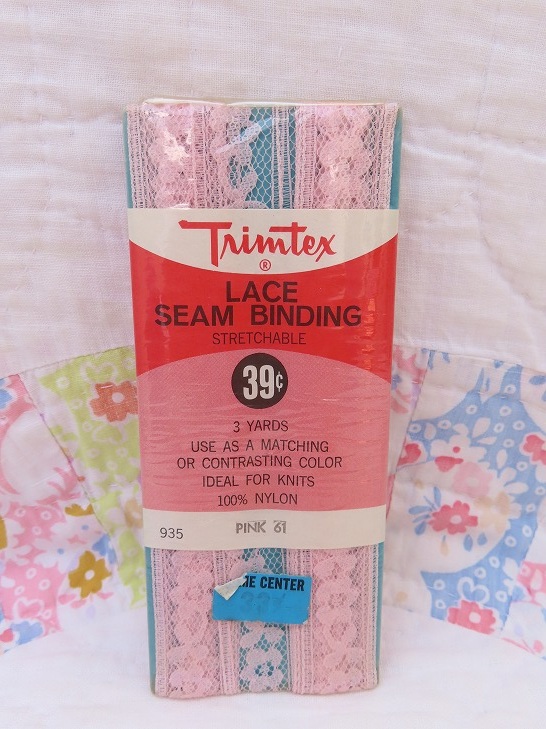 Trimtex
®
LACE
SEAM BINDING
STRETCHABLE
39¢
3 YARDS
USE AS A MATCHING
OR CONTRASTING COLOR
IDEAL FOR KNITS
100% NYLON
935 PINK 61
CENTER